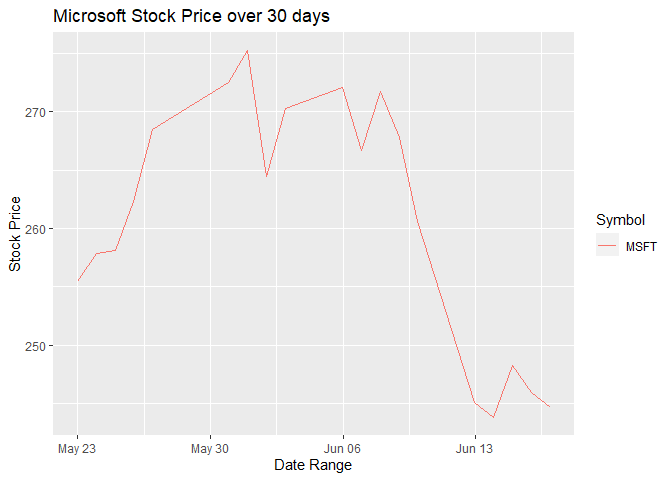 Microsoft Stock Price over 30 days
270
260
250
Stock Price
May 23
May 30
Jun 06
Jun 13
Date Range
Symbol
MSFT